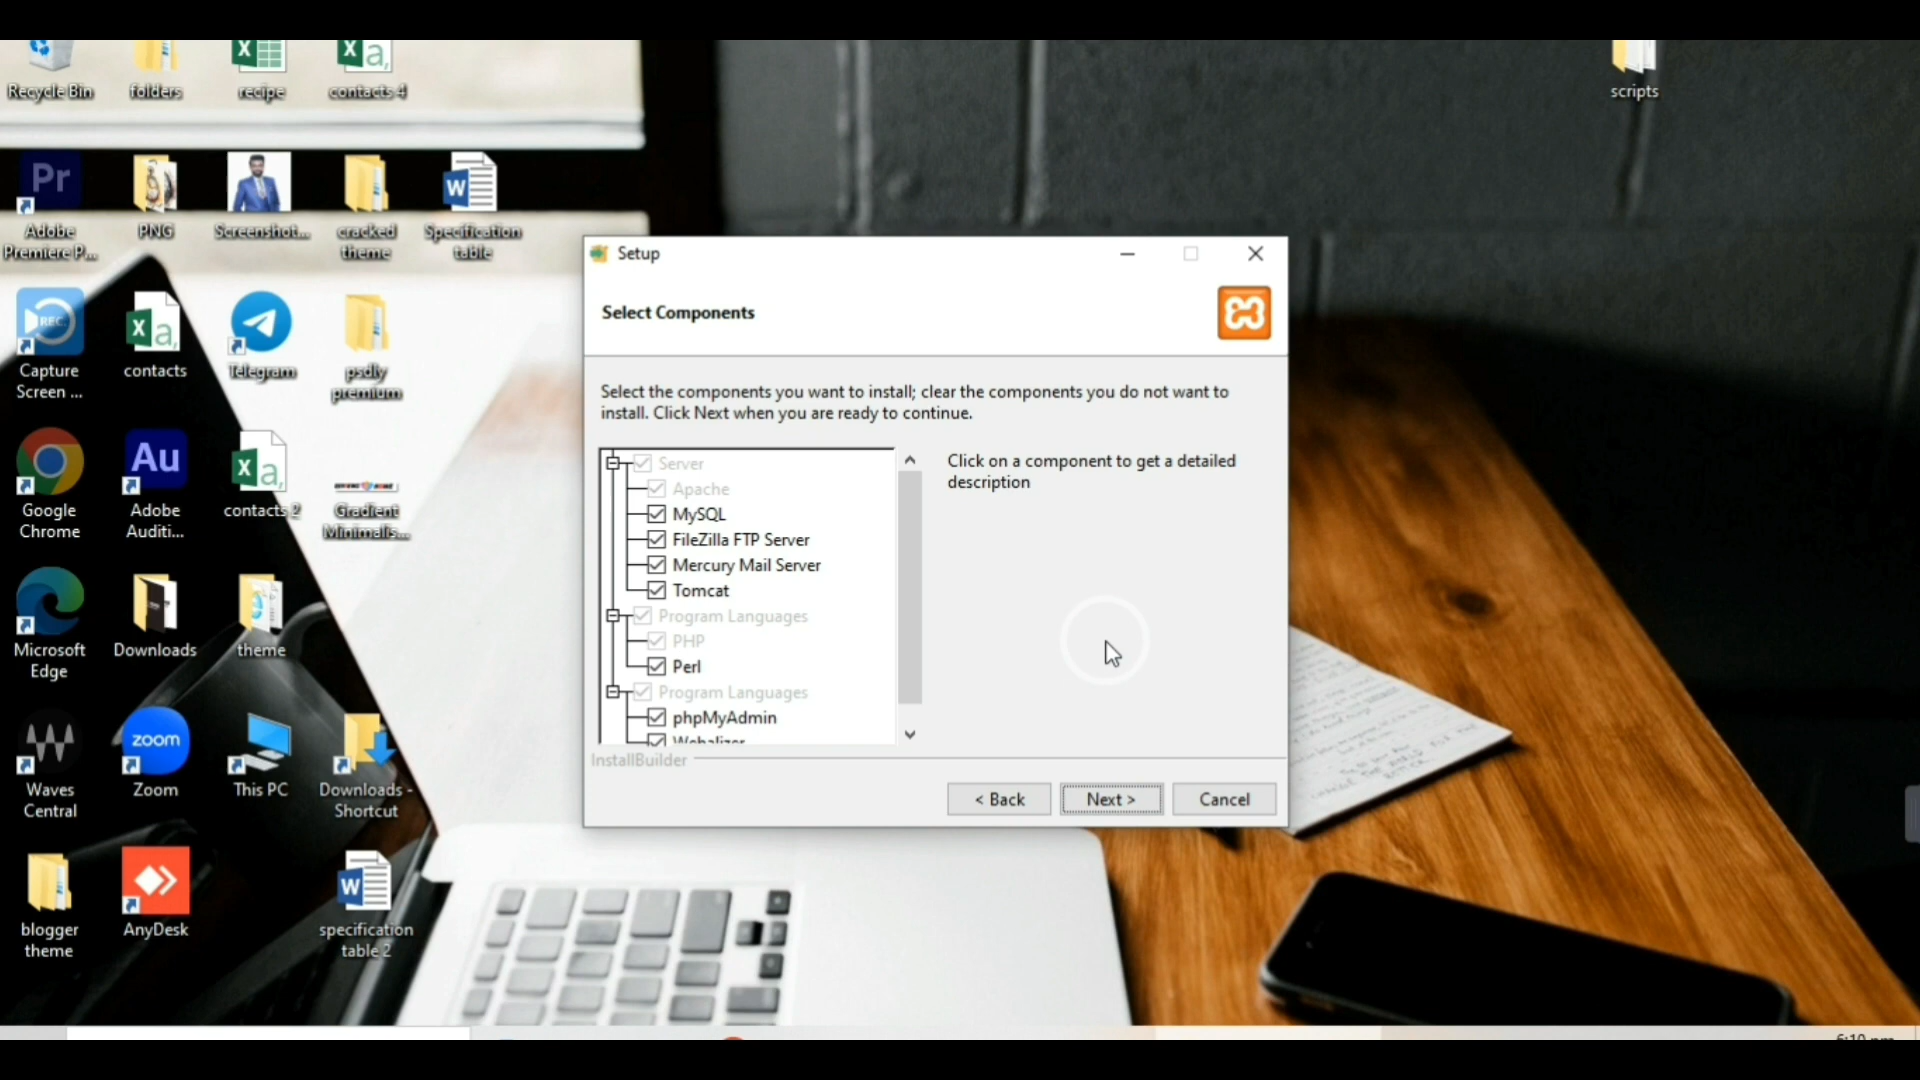 Recycle Bin
folders
recipe
contacts 4
scripts
Pr
Adobe
Premiere P...
PNG
Screenshot...
cracked
theme
Specification
table
REC
Capture
Screen ...
contacts
Telegram
psdly
premium
Google
Chrome
Au
Adobe
Auditi...
contacts 2
Gradient
Minimalis...
Microsoft
Edge
Downloads
theme
Waves
Central
zoom
Zoom
This PC
Downloads -
Shortcut
blogger
theme
AnyDesk
specification
table 2
Setup
Select Components
Select the components you want to install; clear the components you do not want to
install. Click Next when you are ready to continue.
Server
Apache
MySQL
FileZilla FTP Server
Mercury Mail Server
Tomcat
Program Languages
PHP
Perl
Program Languages
phpMyAdmin
Webalizer
Click on a component to get a detailed
description
InstallBuilder
< Back
Next >
Cancel